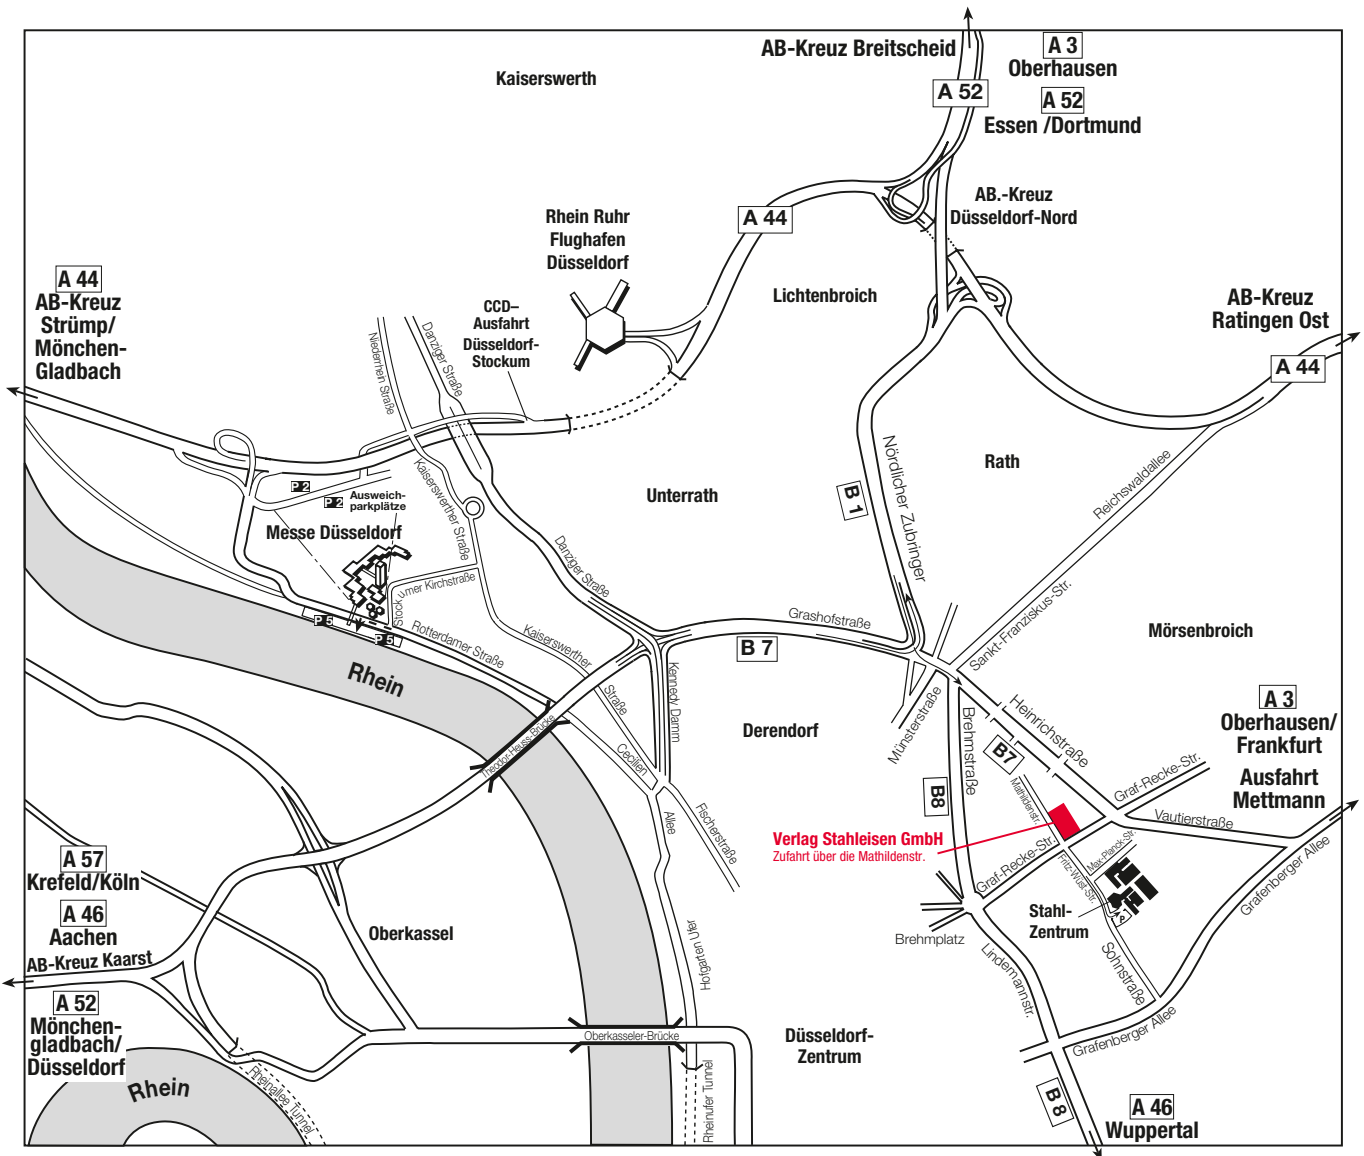 AB-Kreuz Breitscheid
A 3
Oberhausen
Kaiserswerth
A 52
A 52
Essen /Dortmund
AB.-Kreuz
Düsseldorf-Nord
A 44
Rhein Ruhr
Flughafen
Düsseldorf
A 44
AB-Kreuz
Strümp/
Mönchen-
Gladbach
CCD–
Ausfahrt
Düsseldorf-
Stockum
Lichtenbroich
AB-Kreuz
Ratingen Ost
A 44
Niederrhein Straße
Danziger Straße
Kaiserswerther Straße
Nördlicher Zubringer
B 1
Rath
Reichswaldallee
Unterrath
P 2
P 2
Ausweich-
parkplätze
Messe Düsseldorf
Danziger Straße
Stockumer Kirchstraße
P 5
P 5
Rotterdamer Straße
Kaiserswerther
Straße
Grashofstraße
B 7
Sankt-Franziskus-Str.
Mörsenbroich
Rhein
Kennedy Damm
Derendorf
Münsterstraße
Brehmstraße
Heinrichstraße
B7
A 3
Oberhausen/
Frankfurt
Ausfahrt
Mettmann
Theodor-Heuss-Brücke
Cecilien
Allee
Fischerstraße
B8
Mathildenstr.
Graf-Recke-Str.
Vautierstraße
Verlag Stahleisen GmbH
Zufahrt über die Mathildenstr.
Graf-Recke-Str.
Fritz-Wüst-Str.
Max-Planck-Str.
Grafenberger Allee
A 57
Krefeld/Köln
A 46
Aachen
AB-Kreuz Kaarst
A 52
Mönchen-
gladbach/
Düsseldorf
Oberkassel
Hofgarten Ufer
Brehmplatz
Lindemannstr.
Stahl-
Zentrum
P
Sohnstraße
Oberkasseler-Brücke
Düsseldorf-
Zentrum
Grafenberger Allee
Rhein
Rheinallee Tunnel
Rheinufer Tunnel
B 8
A 46
Wuppertal